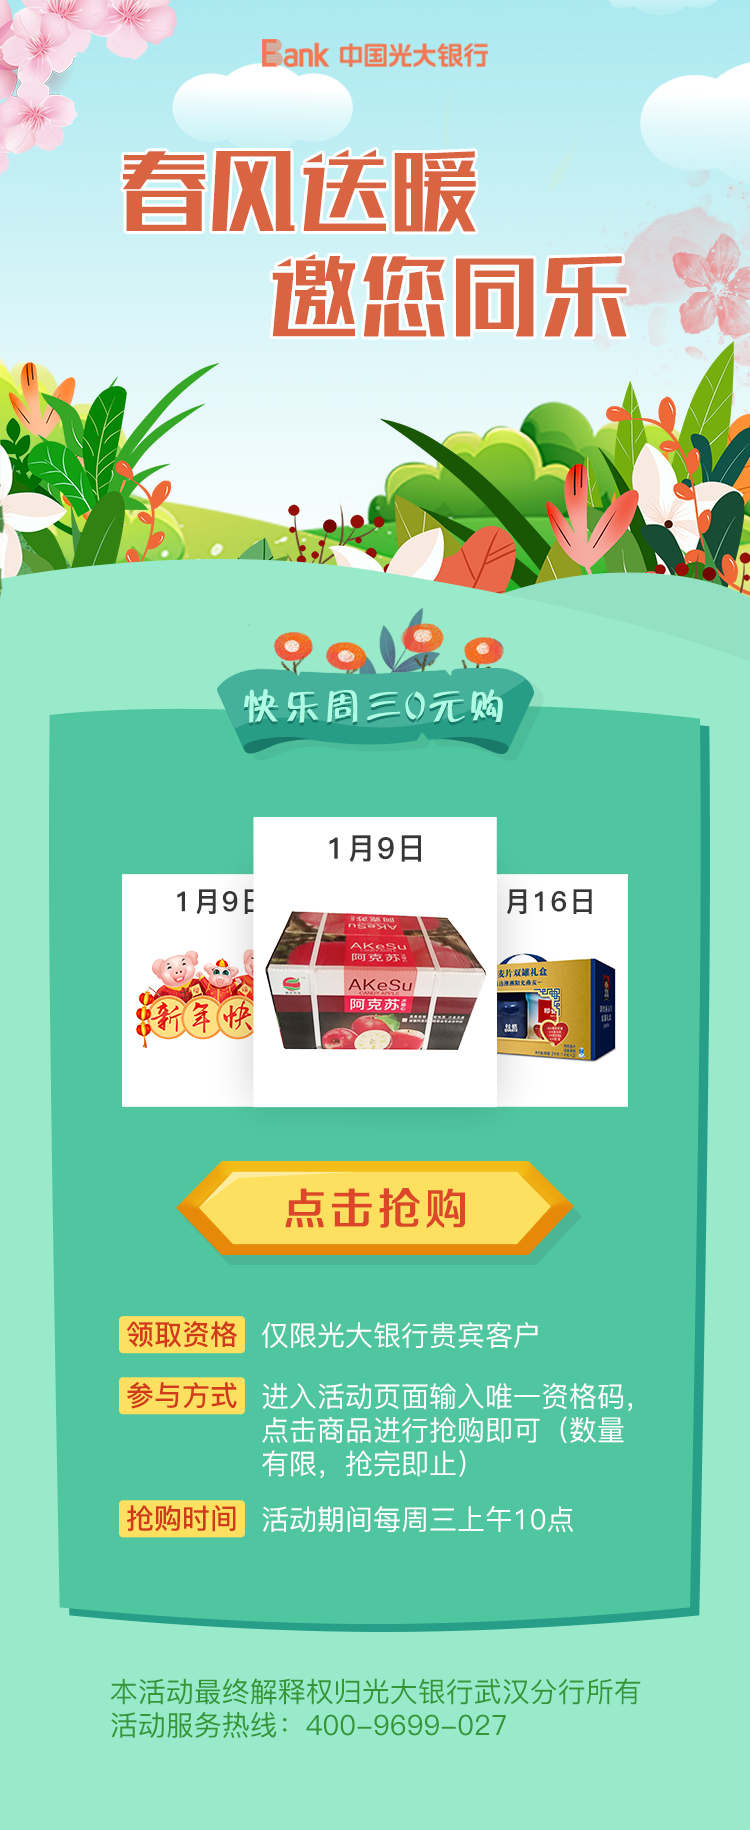 Bank 中国光大银行
春风送暖
邀您同乐
快乐周三0元购
1月9日
1月9日
月16日
新年快
AKeSu
阿克苏
AKeSu
CANDY APPLE
阿克苏
麦片双罐礼盒
点击抢购
领取资格 仅限光大银行贵宾客户
参与方式 进入活动页面输入唯一资格码，
点击商品进行抢购即可（数量
有限，抢完即止）
抢购时间 活动期间每周三上午10点
本活动最终解释权归光大银行武汉分行所有
活动服务热线：400-9699-027